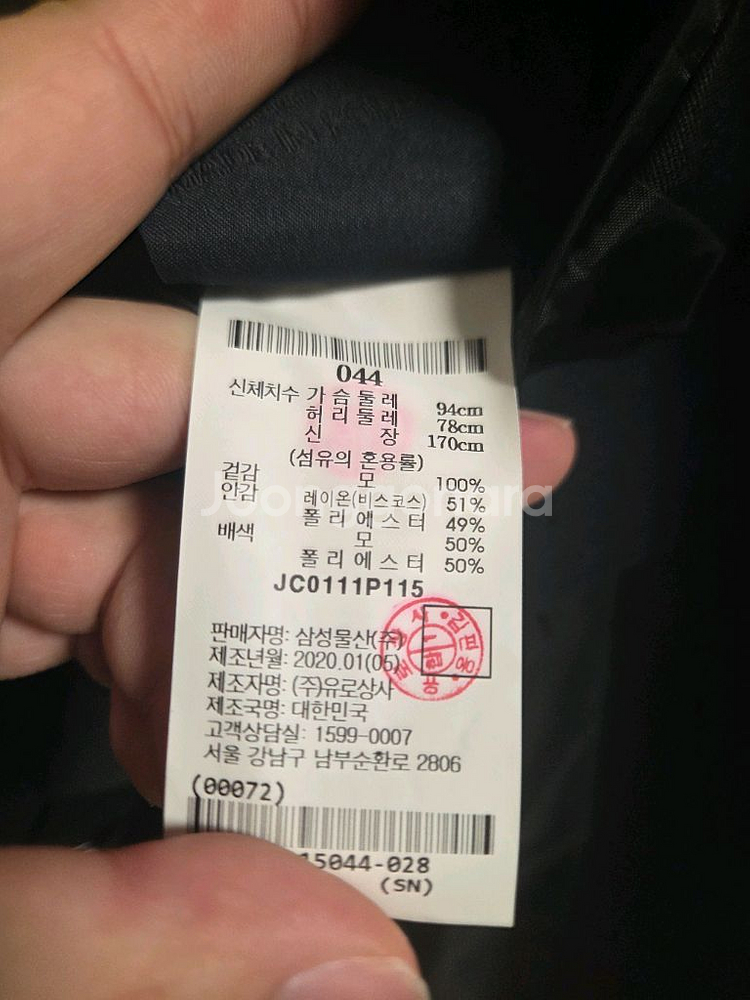 044
신체치수 가슴둘레 94cm
허리둘레 78cm
신장 170cm
(섬유의 혼용률)
겉감 모 100%
안감 레이온(비스코스) 51%
폴리에스터 49%
배색 모 50%
폴리에스터 50%
JC0111P115
판매자명: 삼성물산(주)
제조년월: 2020.01(05)
제조자명: (주)유로상사
제조국명: 대한민국
고객상담실: 1599-0007
서울 강남구 남부순환로 2806
(00072)
15044-028
(SN)
Joonggonara